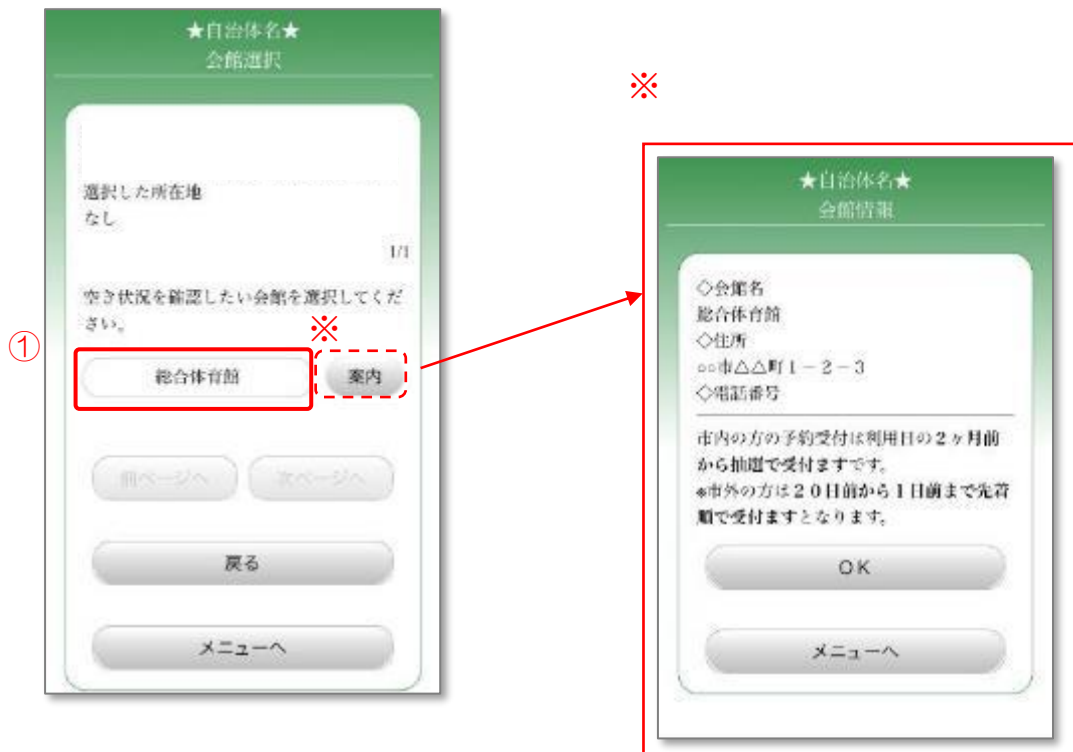 ★自治体名★
会館選択
選択した所在地
なし
1/1
空き状況を確認したい会館を選択してくだ
さい。
※
①
総合体育館
案内
前ページへ
次ページへ
戻る
メニューへ
※
★自治体名★
会館情報
◇会館名
総合体育館
◇住所
○○市△△町１－２－３
◇電話番号
市内の方の予約受付は利用日の２ヶ月前
から抽選で受付ますです。
※市外の方は２０日前から１日前まで先着
順で受付ますとなります。
ＯＫ
メニューへ